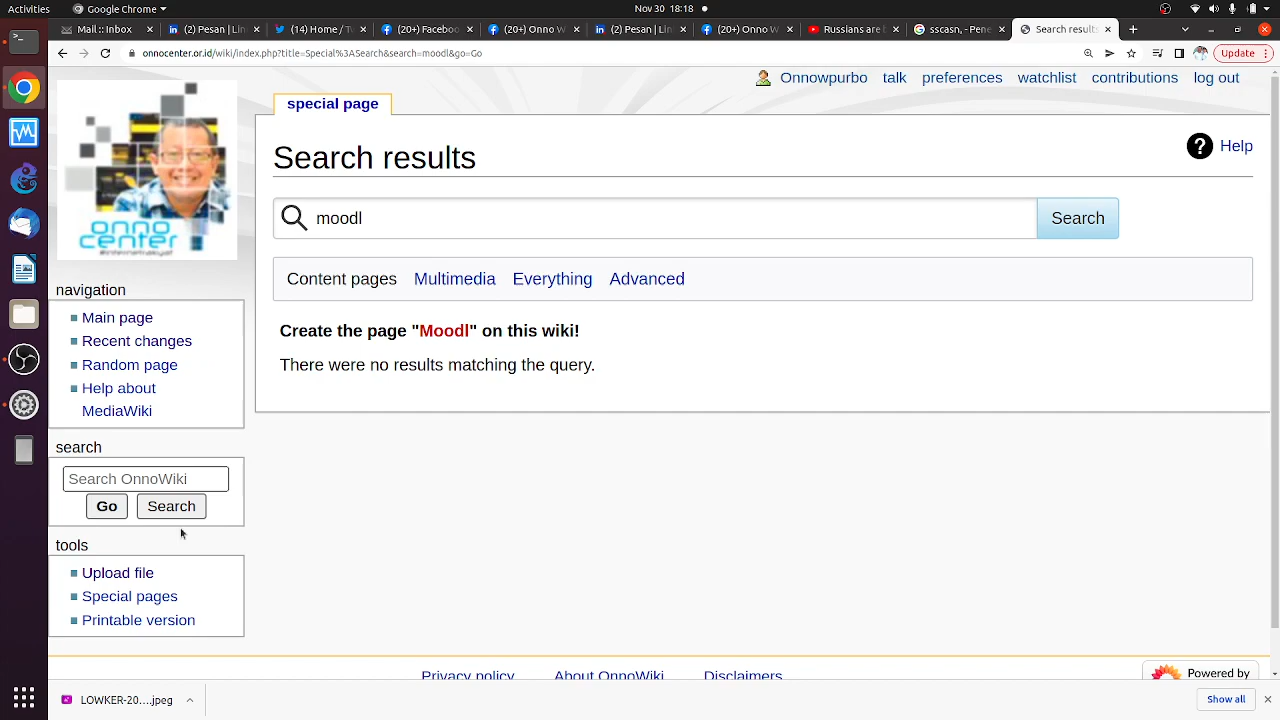 Activities
Google Chrome
Nov 30 18:18
Mail :: Inbox
(2) Pesan | Lin
(14) Home / Tw
(20+) Faceboo
(20+) Onno W
(2) Pesan | Lin
(20+) Onno W
Russians are
sscasn, - Pene
Search results
onnocenter.or.id/wiki/index.php?title=Special%3ASearch&search=moodl&go=Go
Update
Onnowpurbo
talk
preferences
watchlist
contributions
log out
special page
onno
center
Search results
Help
moodl
Search
Content pages
Multimedia
Everything
Advanced
Create the page "Moodl" on this wiki!
There were no results matching the query.
navigation
Main page
Recent changes
Random page
Help about
MediaWiki
search
Search OnnoWiki
Go
Search
tools
Upload file
Special pages
Printable version
Privacy policy
About OnnoWiki
Disclaimers
Powered by
LOWKER-20....jpeg
Show all